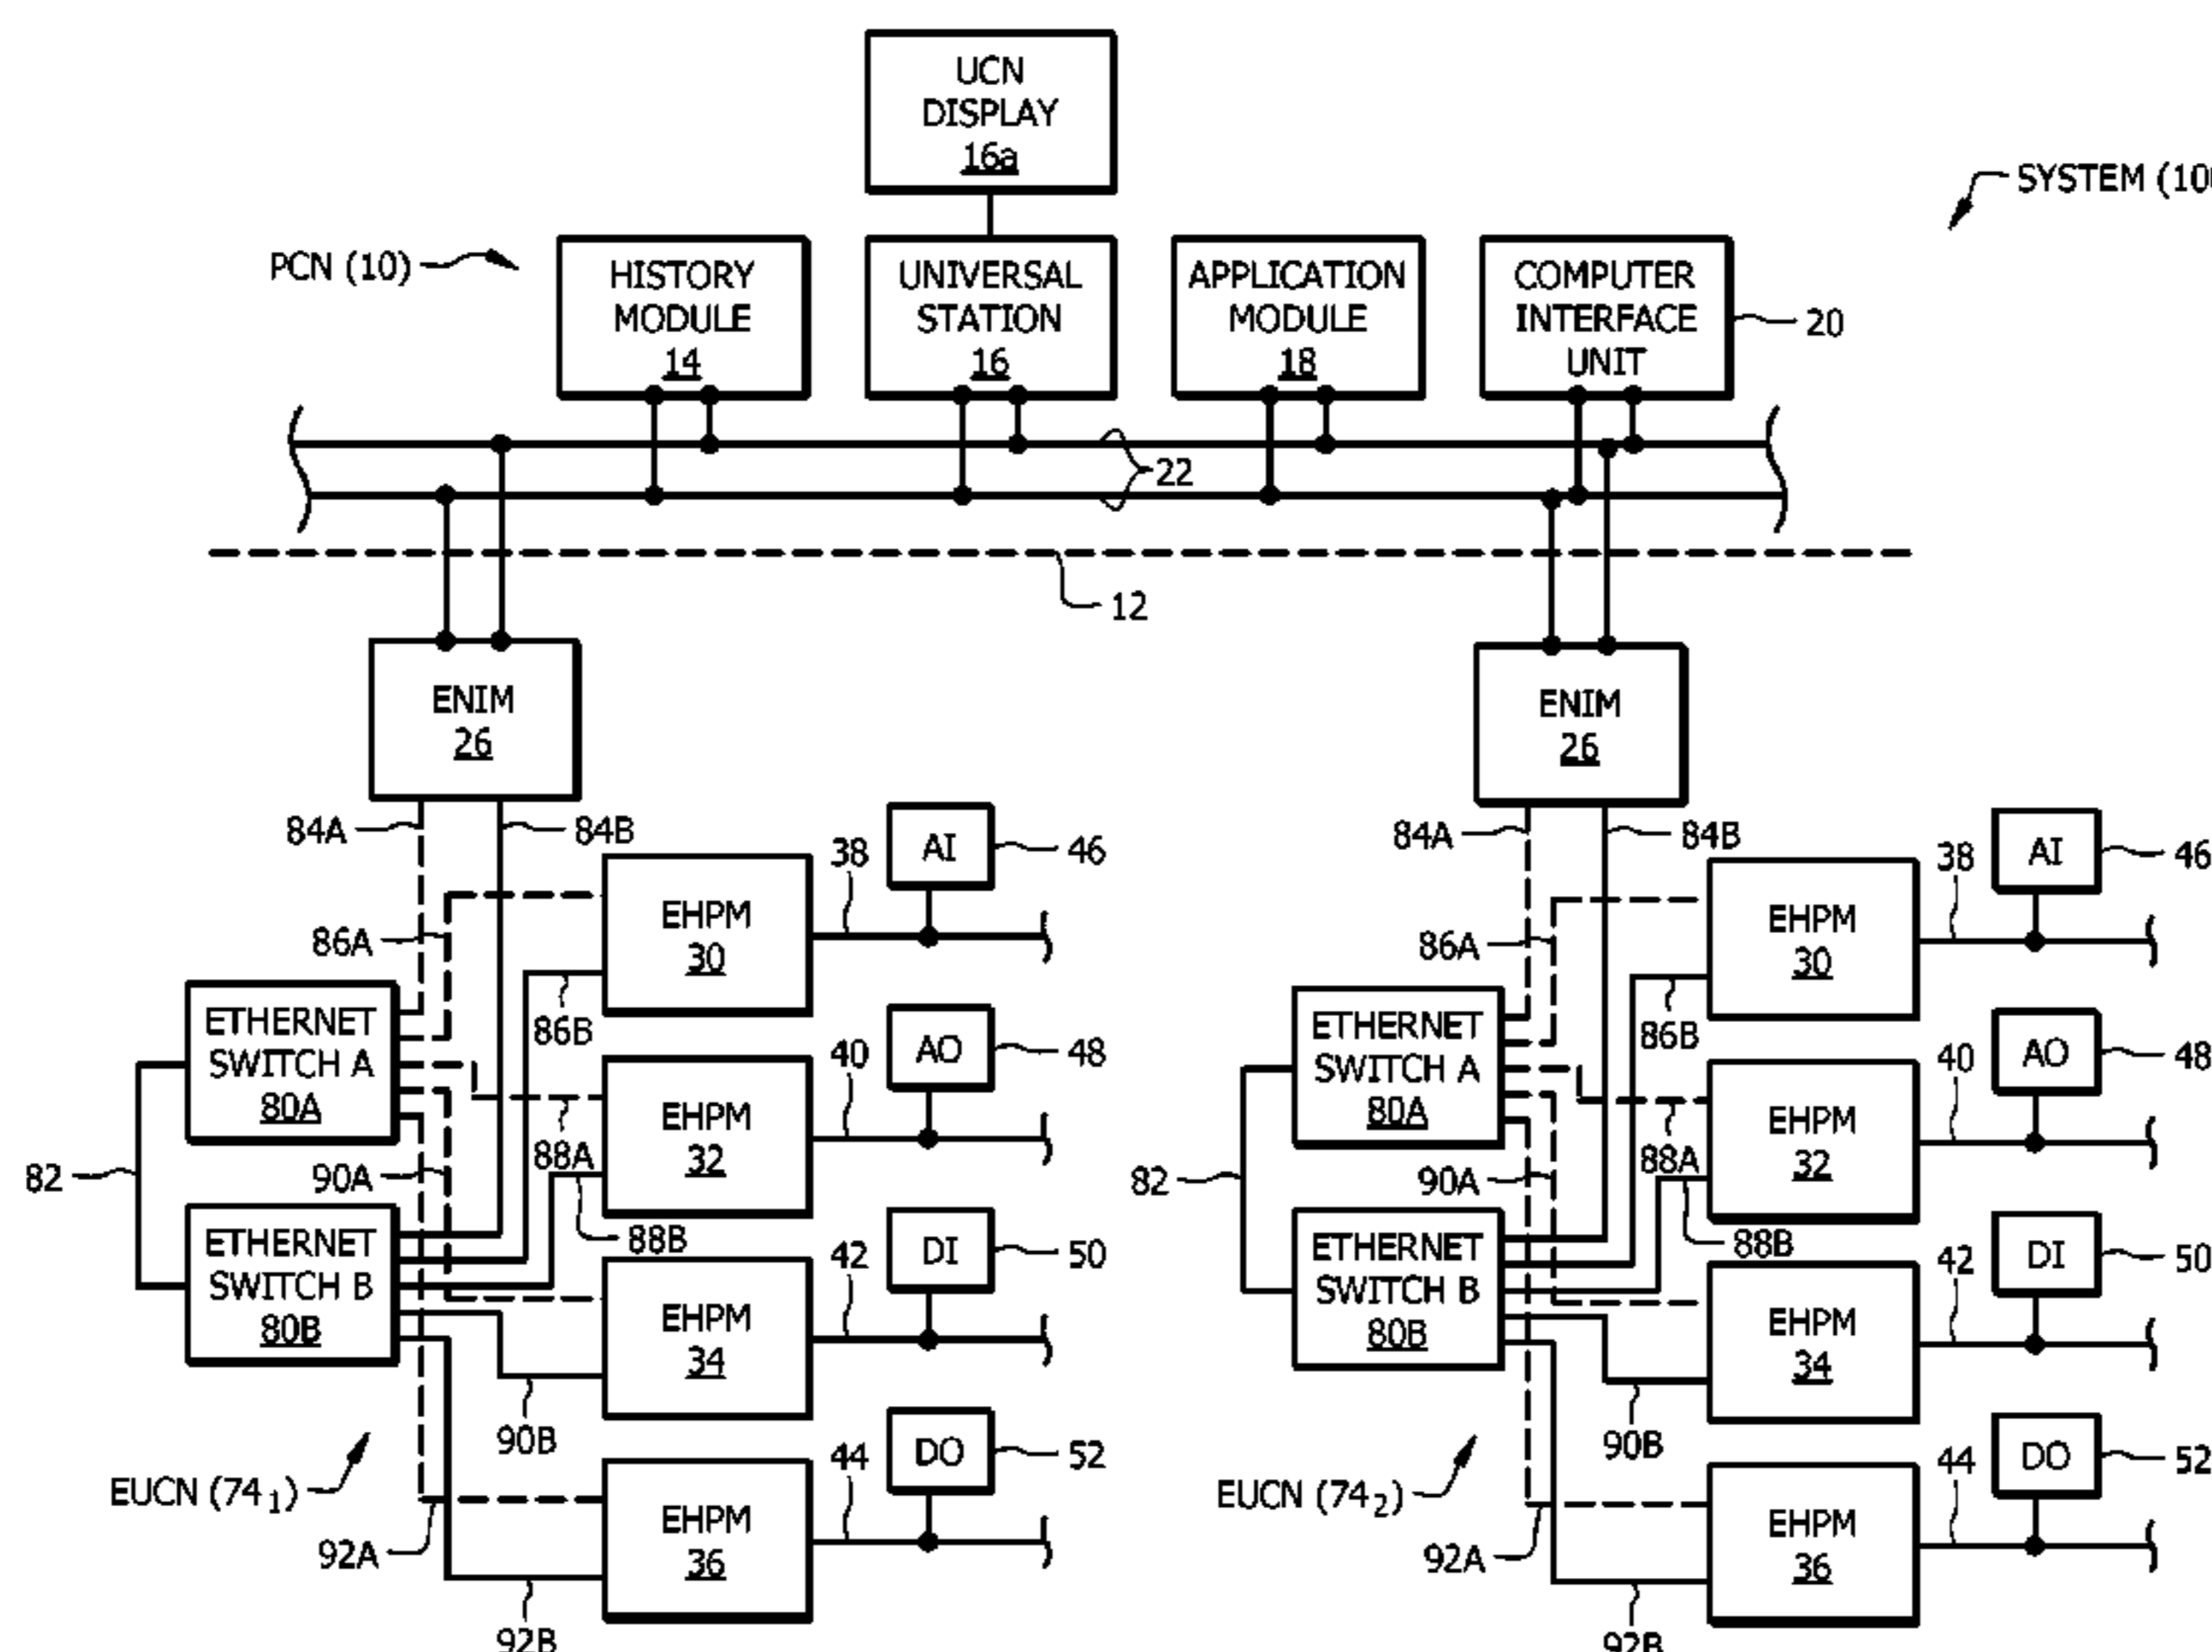 UCN
DISPLAY
16a
SYSTEM (10
PCN (10)
HISTORY
MODULE
14
UNIVERSAL
STATION
16
APPLICATION
MODULE
18
COMPUTER
INTERFACE
UNIT
20
22
12
ENIM
26
84A
84B
86A
86B
ETHERNET
SWITCH A
80A
82
ETHERNET
SWITCH B
80B
88A
88B
90A
90B
92A
92B
EUCN (74₁)
EHPM
30
38
AI
46
EHPM
32
40
AO
48
EHPM
34
42
DI
50
EHPM
36
44
DO
52
ENIM
26
84A
84B
86A
86B
ETHERNET
SWITCH A
80A
82
ETHERNET
SWITCH B
80B
88A
88B
90A
90B
92A
92B
EUCN (74₂)
EHPM
30
38
AI
46
EHPM
32
40
AO
48
EHPM
34
42
DI
50
EHPM
36
44
DO
52